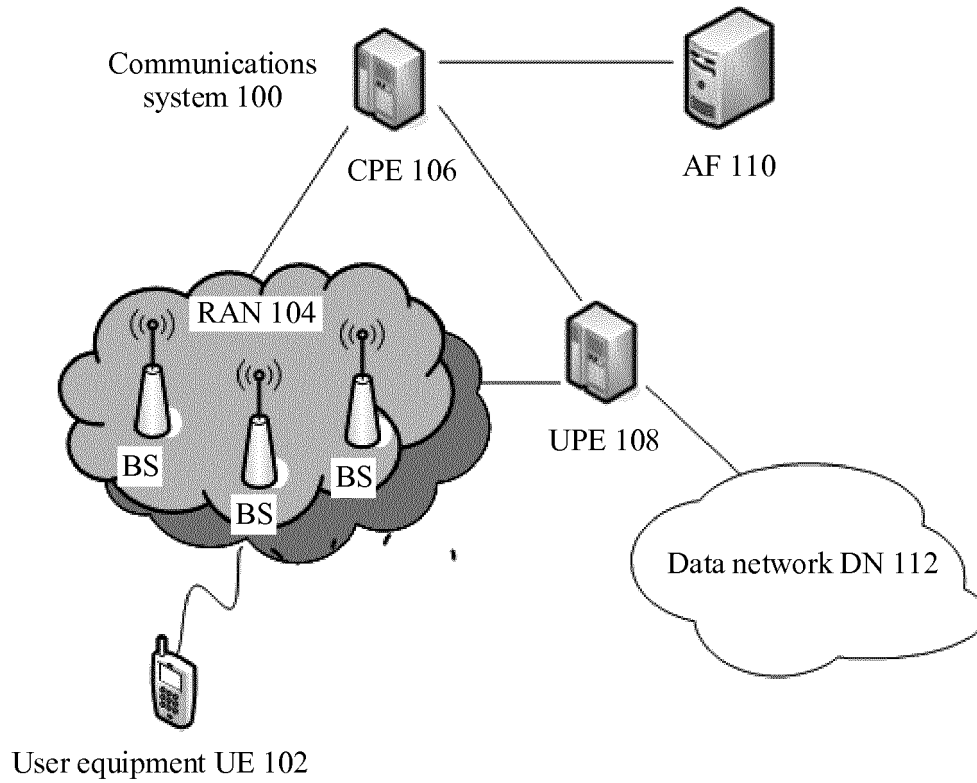 Communications
system 100
CPE 106
AF 110
RAN 104
BS
BS
BS
UPE 108
Data network DN 112
User equipment UE 102